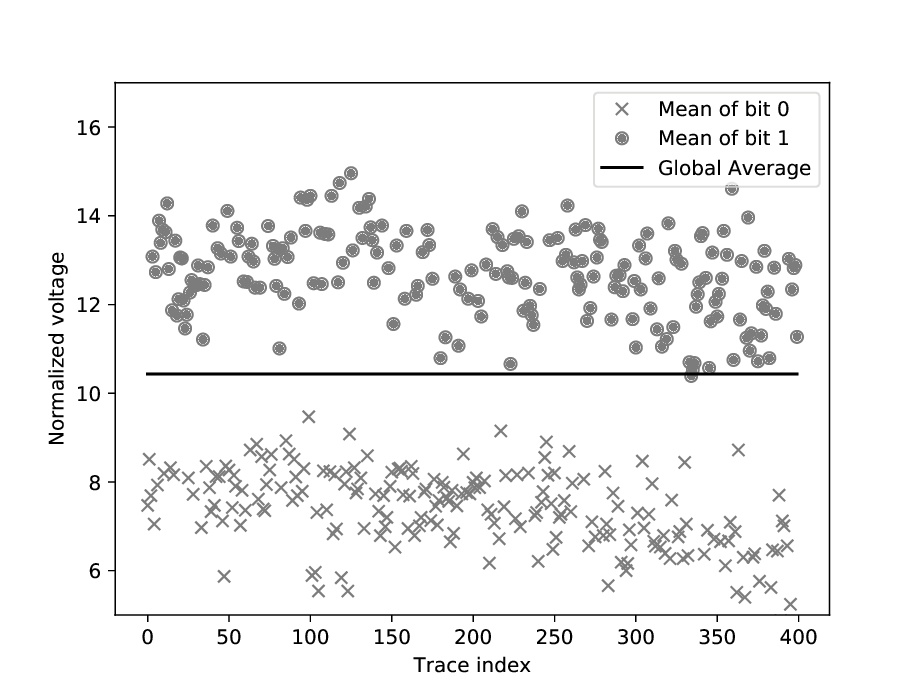 Mean of bit 0
Mean of bit 1
Global Average
16
14
12
10
8
6
Normalized voltage
0 50 100 150 200 250 300 350 400
Trace index